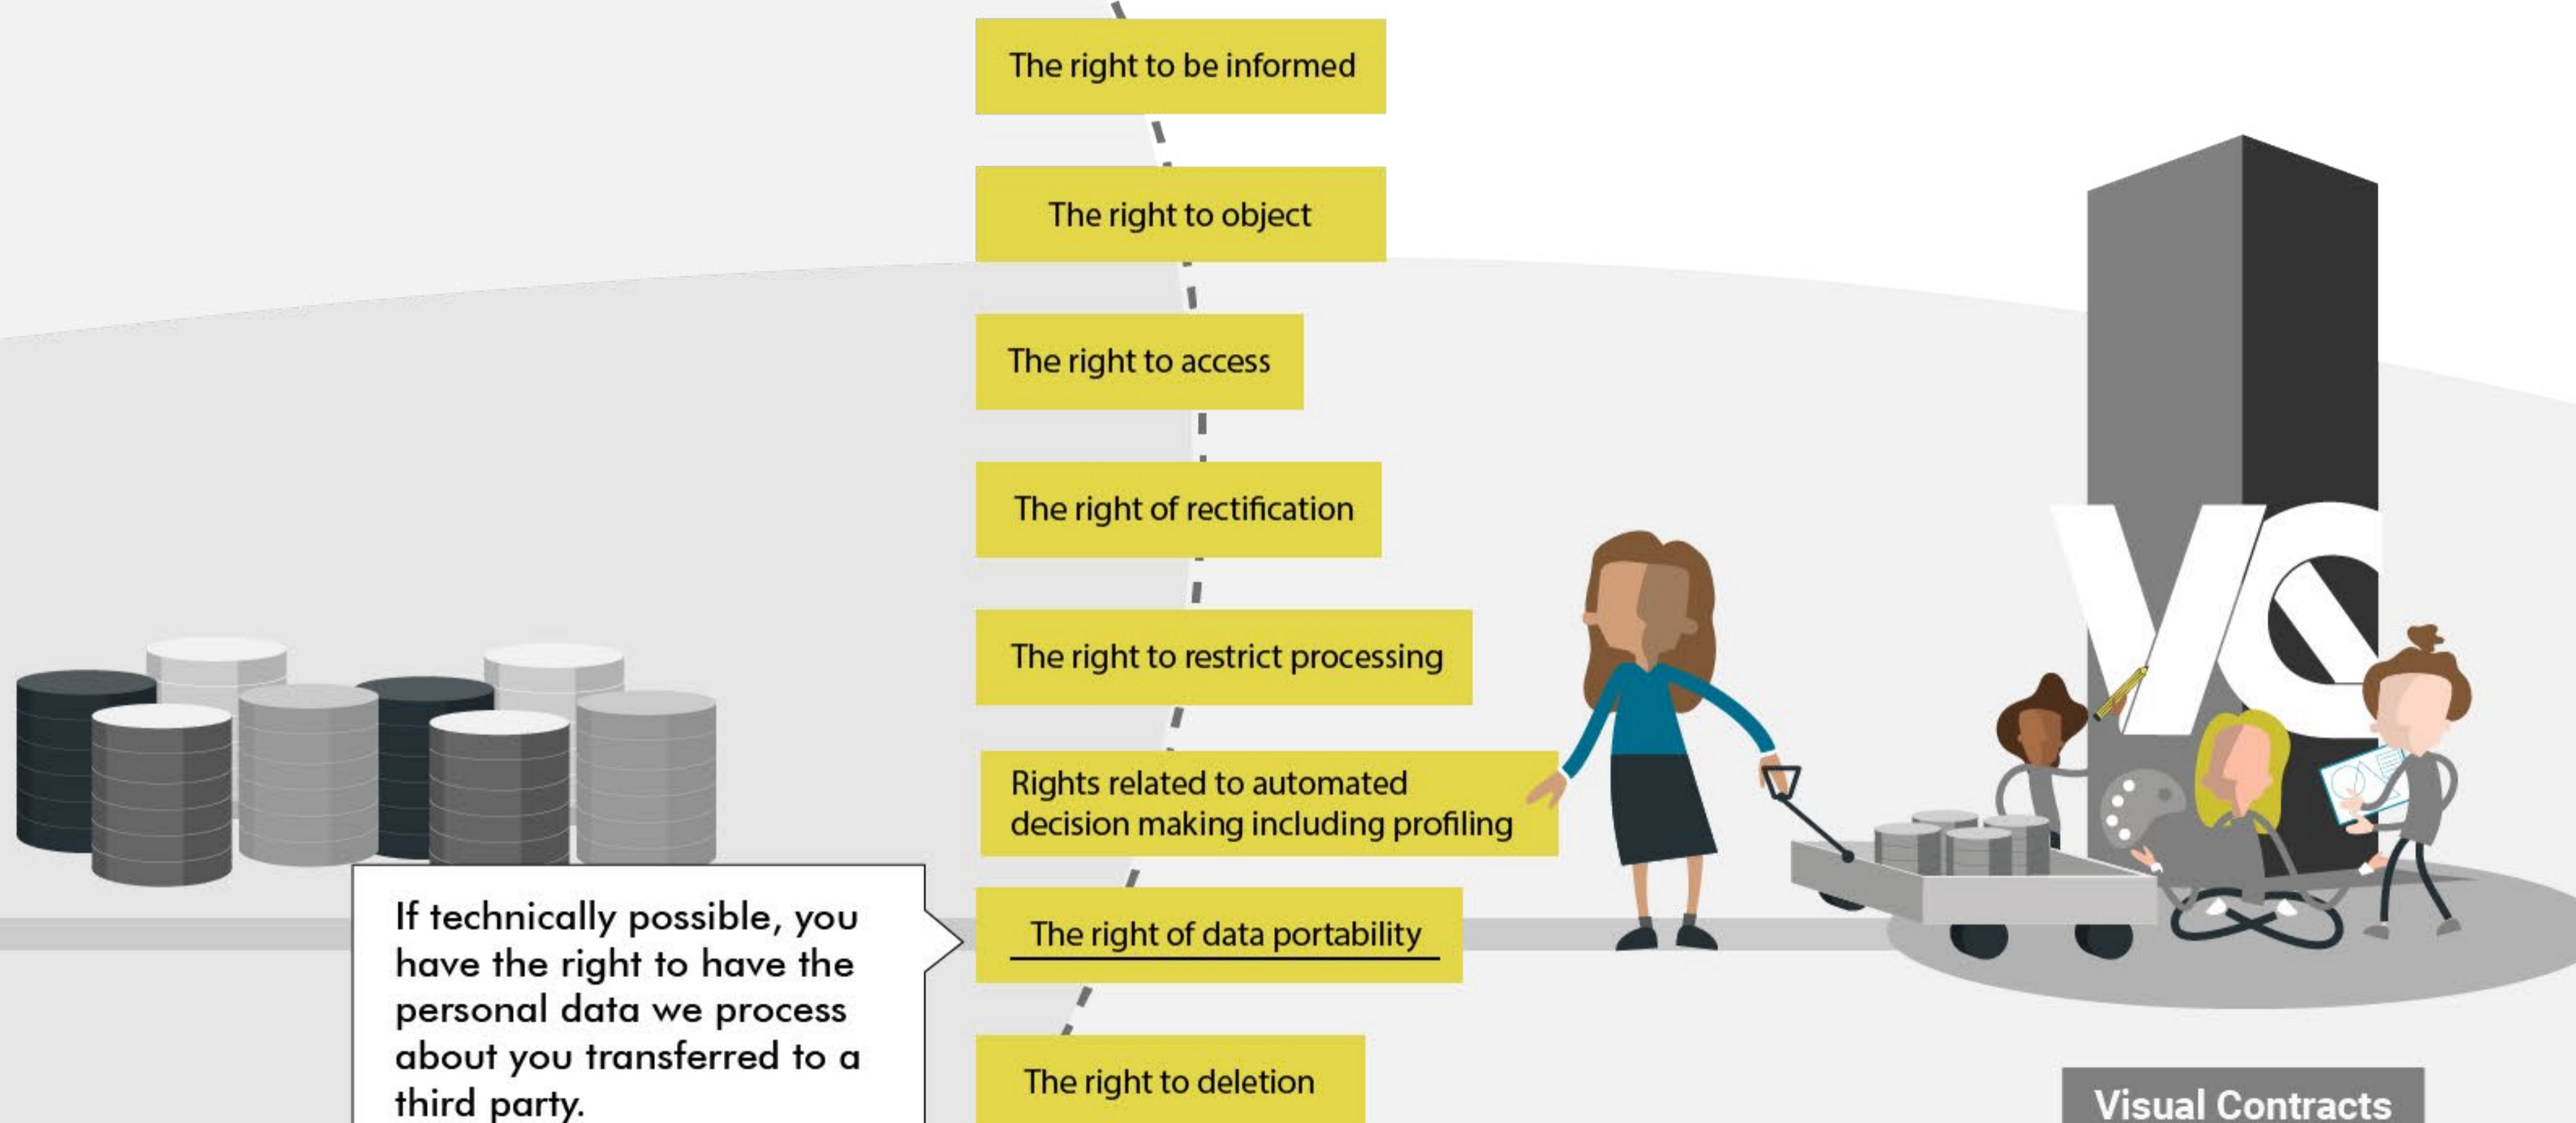 The right to be informed
The right to object
The right to access
The right of rectification
The right to restrict processing
Rights related to automated
decision making including profiling
The right of data portability
If technically possible, you
have the right to have the
personal data we process
about you transferred to a
third party.
The right to deletion
VC
Visual Contracts